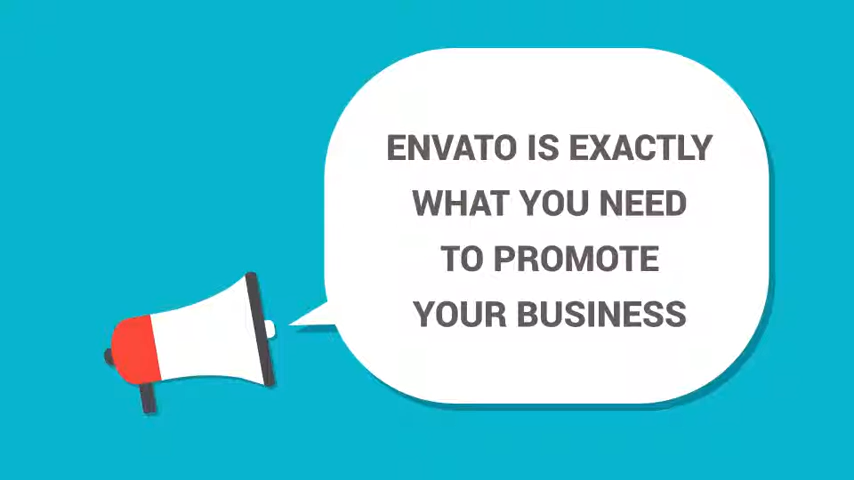 ENVATO IS EXACTLY
WHAT YOU NEED
TO PROMOTE
YOUR BUSINESS